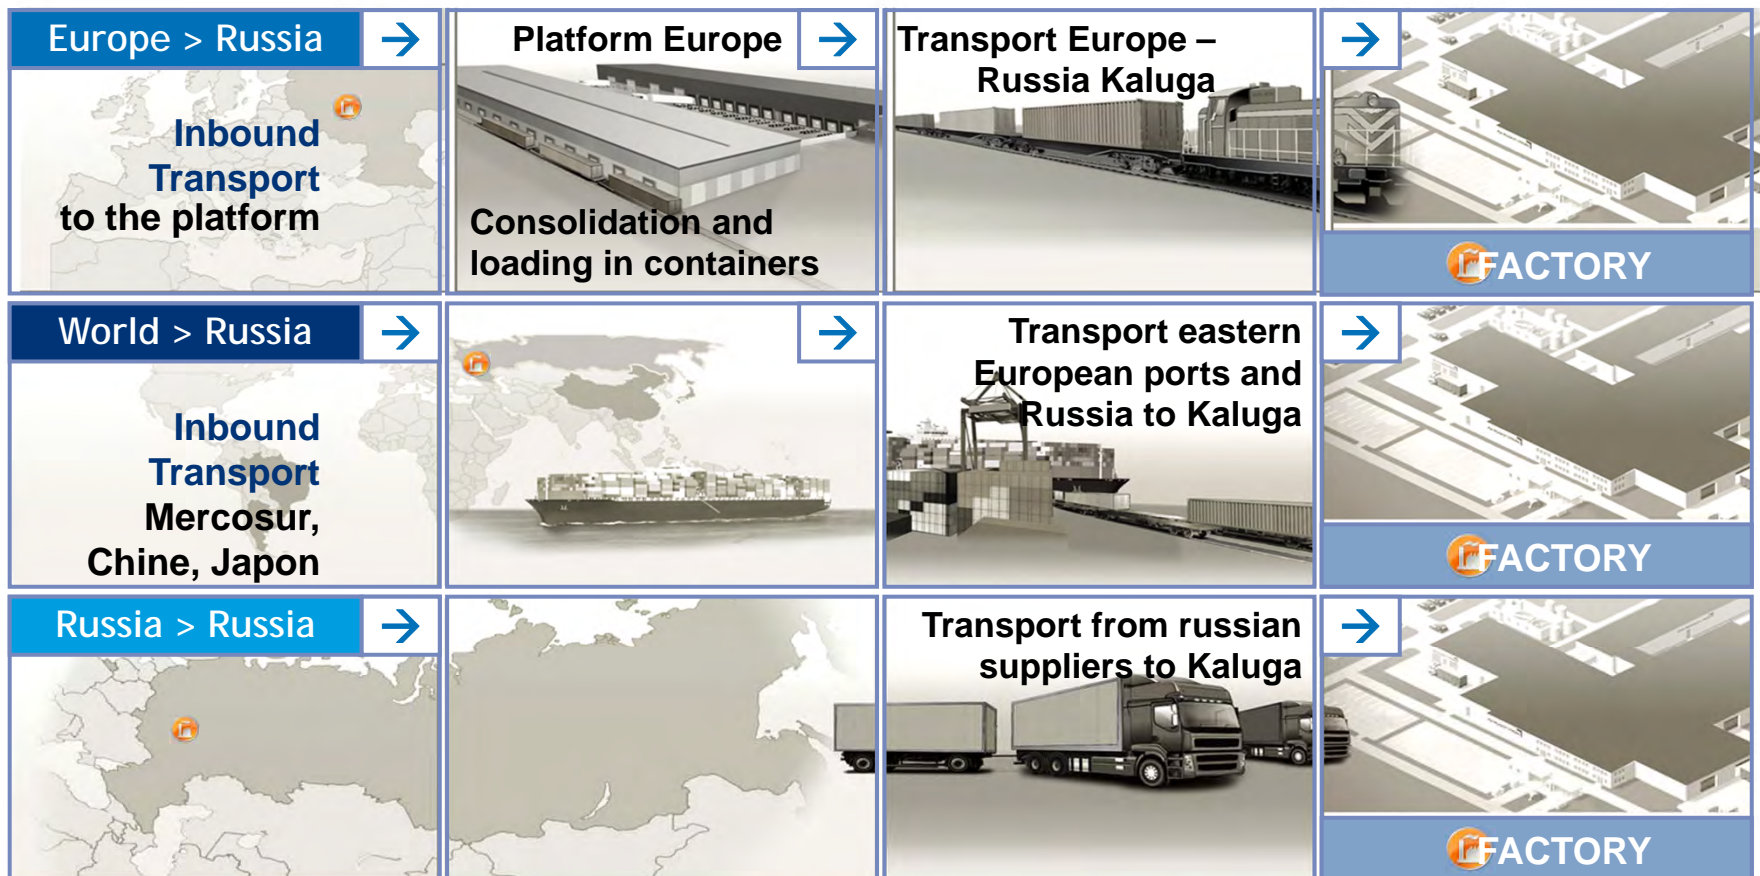 Europe > Russia
→
Inbound
Transport
to the platform
Platform Europe
→
Consolidation and
loading in containers
Transport Europe –
Russia Kaluga
→
FACTORY
World > Russia
→
Inbound
Transport
Mercosur,
Chine, Japon
→
Transport eastern
European ports and
Russia to Kaluga
→
FACTORY
Russia > Russia
→
Transport from russian
suppliers to Kaluga
→
FACTORY